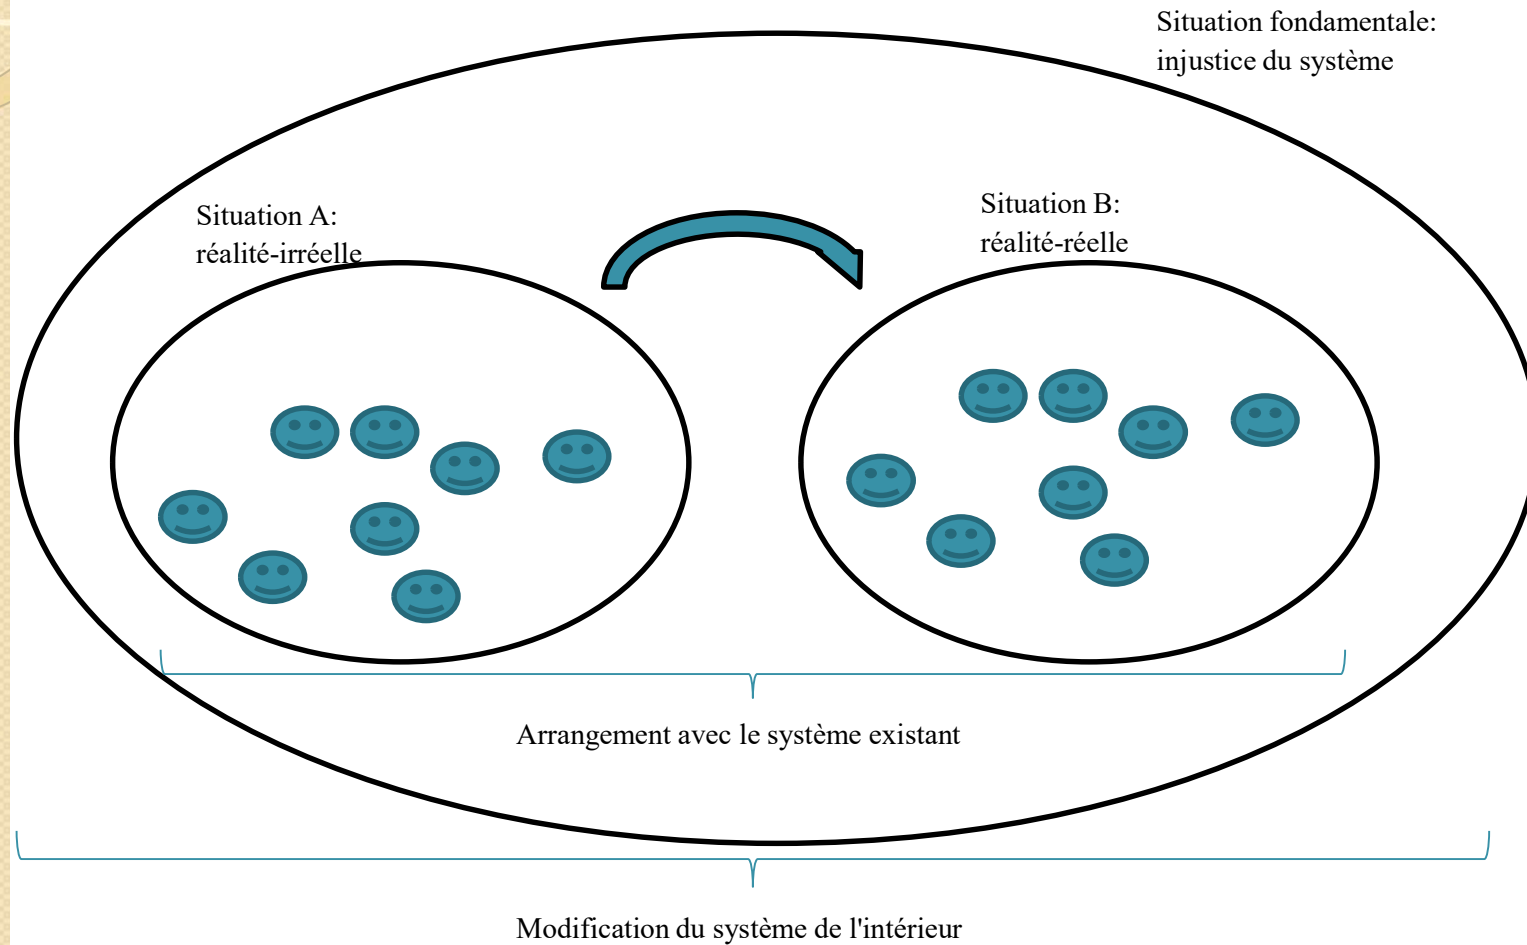 Situation fondamentale:
injustice du système
Situation A:
réalité-irréelle
Situation B:
réalité-réelle
Arrangement avec le système existant
Modification du système de l'intérieur